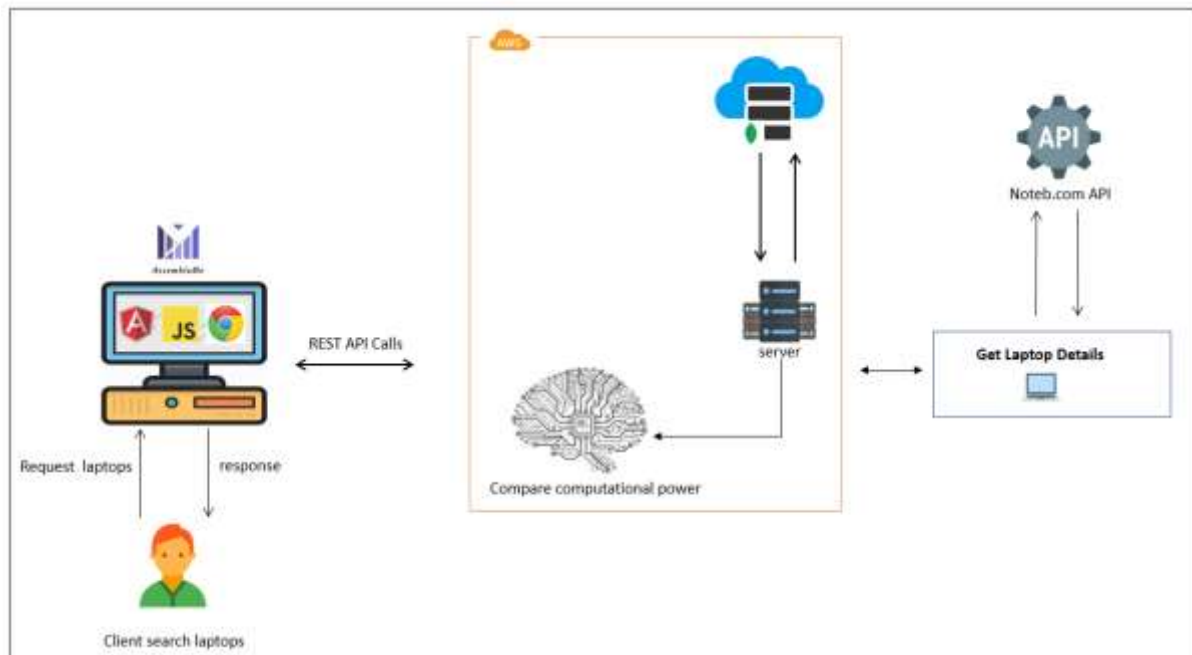 AWS
API
Noteb.com API
JS
REST API Calls
server
Get Laptop Details
Request laptops
response
Compare computational power
Client search laptops